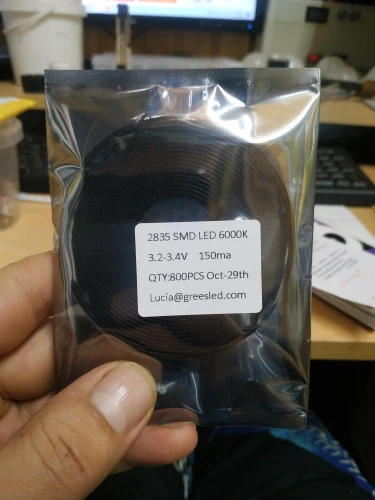 2835 SMD LED 6000K
3.2-3.4V 150ma
QTY:800PCS Oct-29th
Lucia@greesled.com